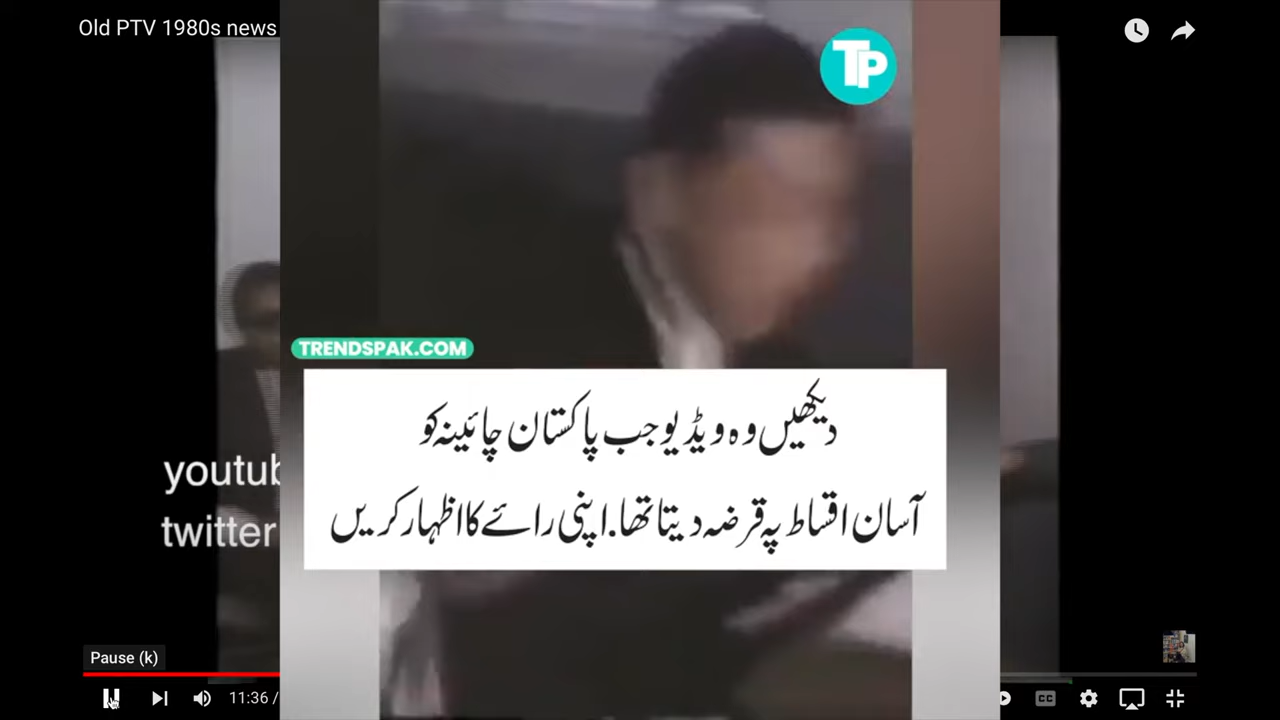 Old PTV 1980s news
TP
TRENDSPAK.COM
دیکھیں وہ ویڈیو جب پاکستان چائینہ کو
آسان اقساط پہ قرضہ دیتا تھا. اپنی رائے کا اظہار کریں
youtub
twitter
Pause (k)
11:36 /
CC